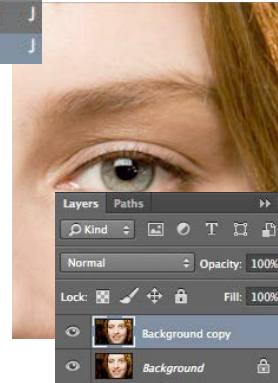 J
J
Layers Paths
Kind T
Normal Opacity: 100%
Lock: Fill: 100%
Background copy
Background